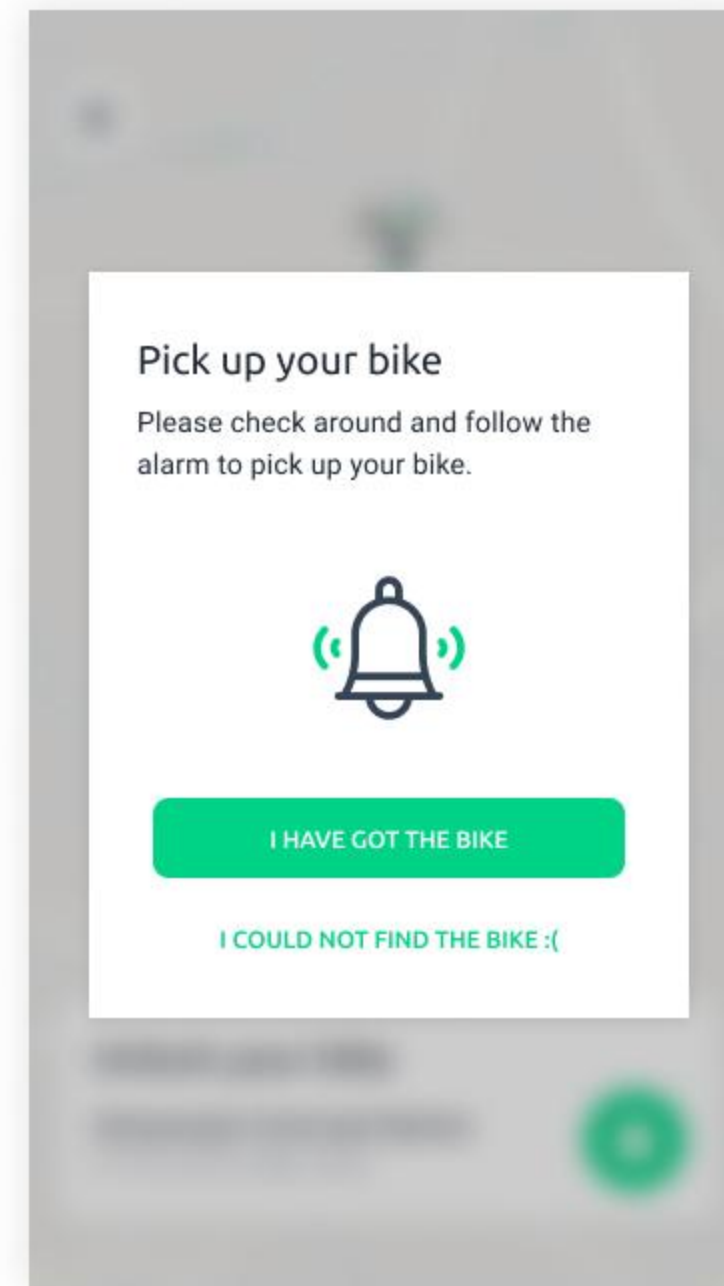 Pick up your bike
Please check around and follow the
alarm to pick up your bike.
I HAVE GOT THE BIKE
I COULD NOT FIND THE BIKE :(